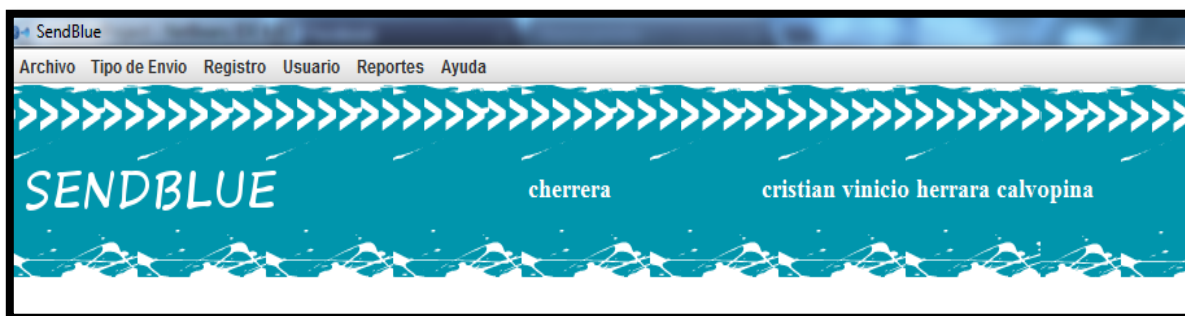 SendBlue
Archivo Tipo de Envio Registro Usuario Reportes Ayuda
SENDBLUE cherrera cristian vinicio herrara calvopina